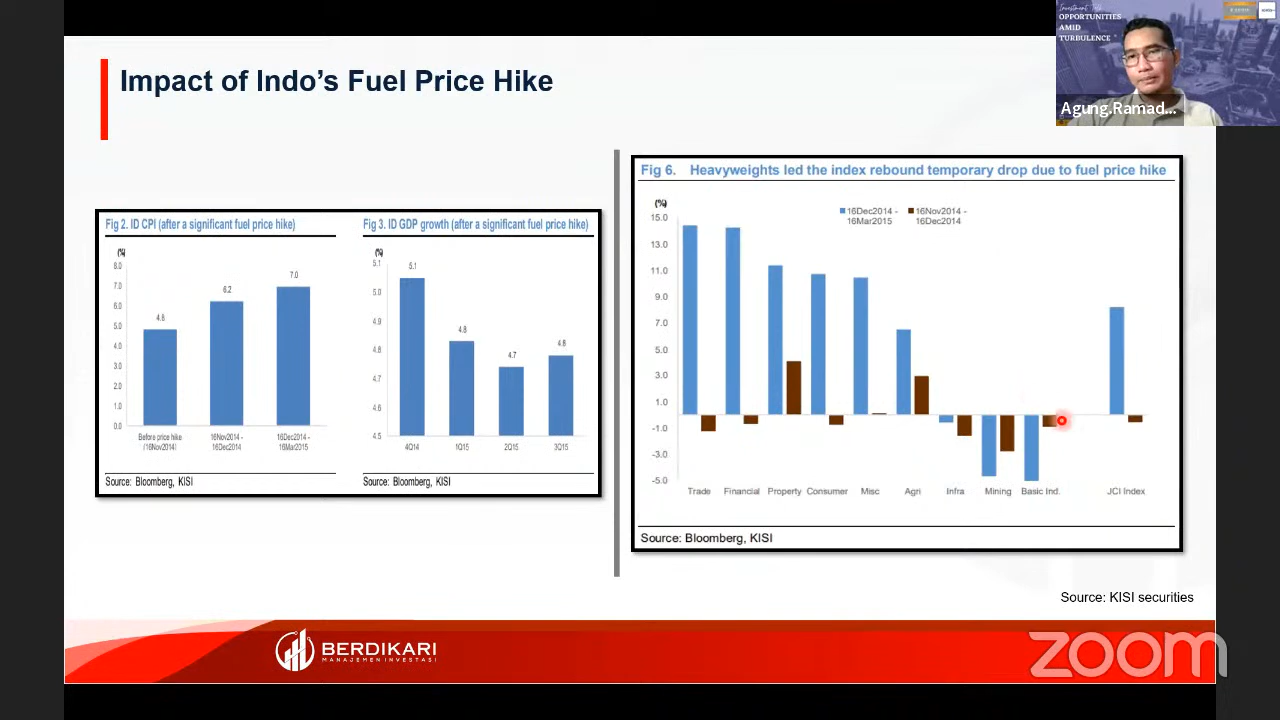 Investment Talk
OPPORTUNITIES
AMID
TURBULENCE
Agung.Ramad...
Impact of Indo's Fuel Price Hike
Fig 2. ID CPI (after a significant fuel price hike)
(%)
8.0
7.0
6.0
5.0
4.0
3.0
2.0
1.0
0.0
4.8
6.2
7.0
Before price hike
(16Nov2014)
16Nov2014 -
16Dec2014
16Dec2014 -
16Mar2015
Source: Bloomberg, KISI
Fig 3. ID GDP growth (after a significant fuel price hike)
(%)
5.1
5.0
4.9
4.8
4.7
4.6
4.5
5.1
4.8
4.7
4.8
4Q14
1Q15
2Q15
3Q15
Source: Bloomberg, KISI
Fig 6. Heavyweights led the index rebound temporary drop due to fuel price hike
(%)
16Dec2014 -
16Mar2015
16Nov2014 -
16Dec2014
15.0
13.0
11.0
9.0
7.0
5.0
3.0
1.0
-1.0
-3.0
-5.0
Trade
Financial
Property
Consumer
Misc
Agri
Infra
Mining
Basic Ind.
JCI Index
Source: Bloomberg, KISI
Source: KISI securities
BERDIKARI
MANAJEMEN INVESTASI
zoom